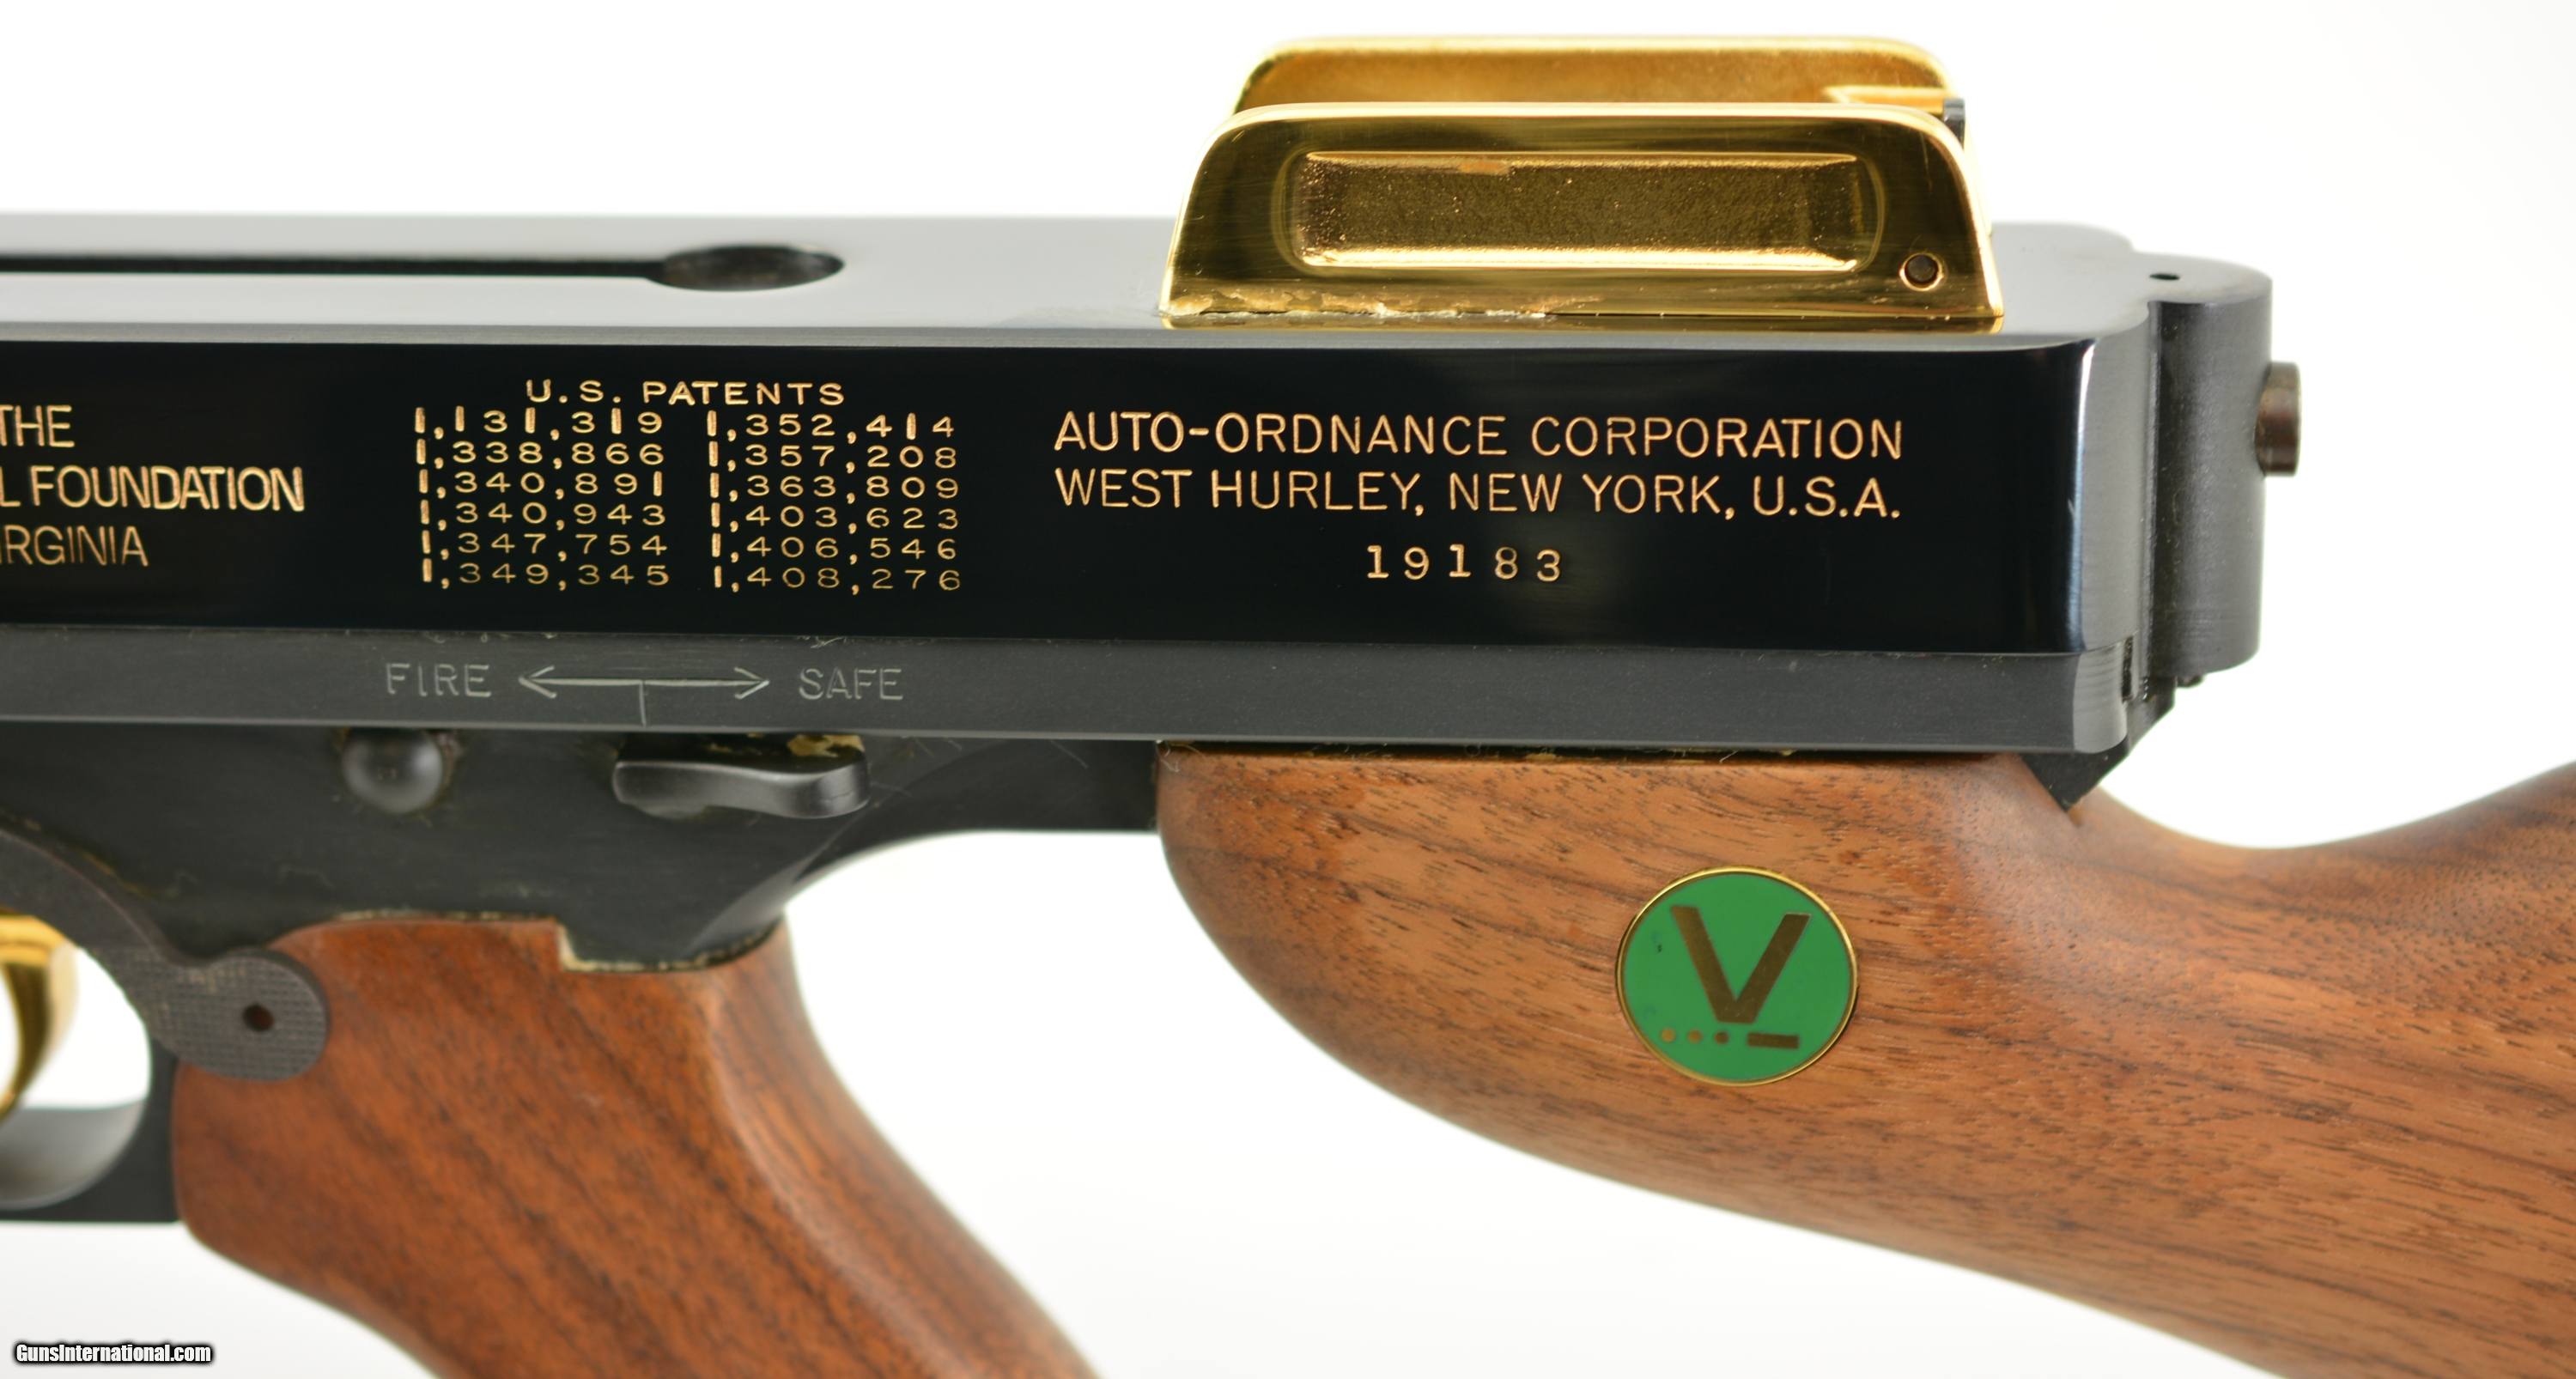 THE
L FOUNDATION
IRGINIA
U.S. PATENTS
1,131,319 1,352,414
1,338,866 1,357,208
1,340,891 1,363,809
1,340,943 1,403,623
1,347,754 1,406,546
1,349,345 1,408,276
AUTO-ORDNANCE CORPORATION
WEST HURLEY, NEW YORK, U.S.A.
19183
FIRE SAFE
V
GunsInternational.com